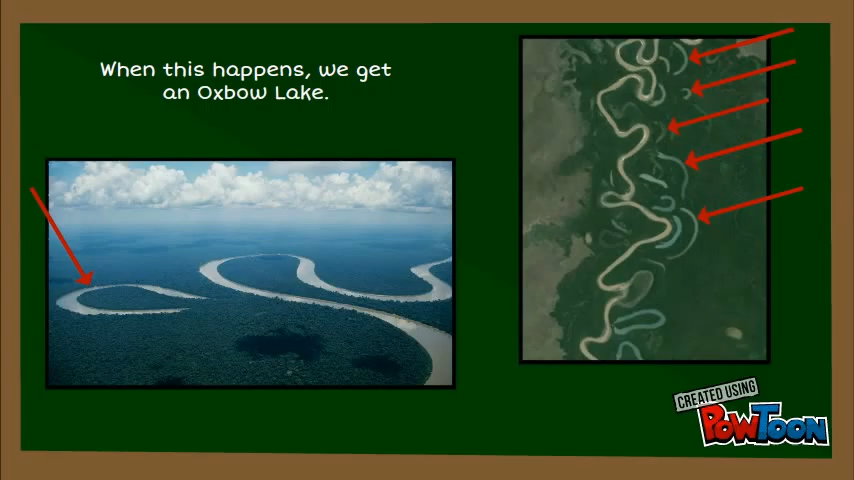 When this happens, we get
an Oxbow Lake.
CREATED USING
POWTOON